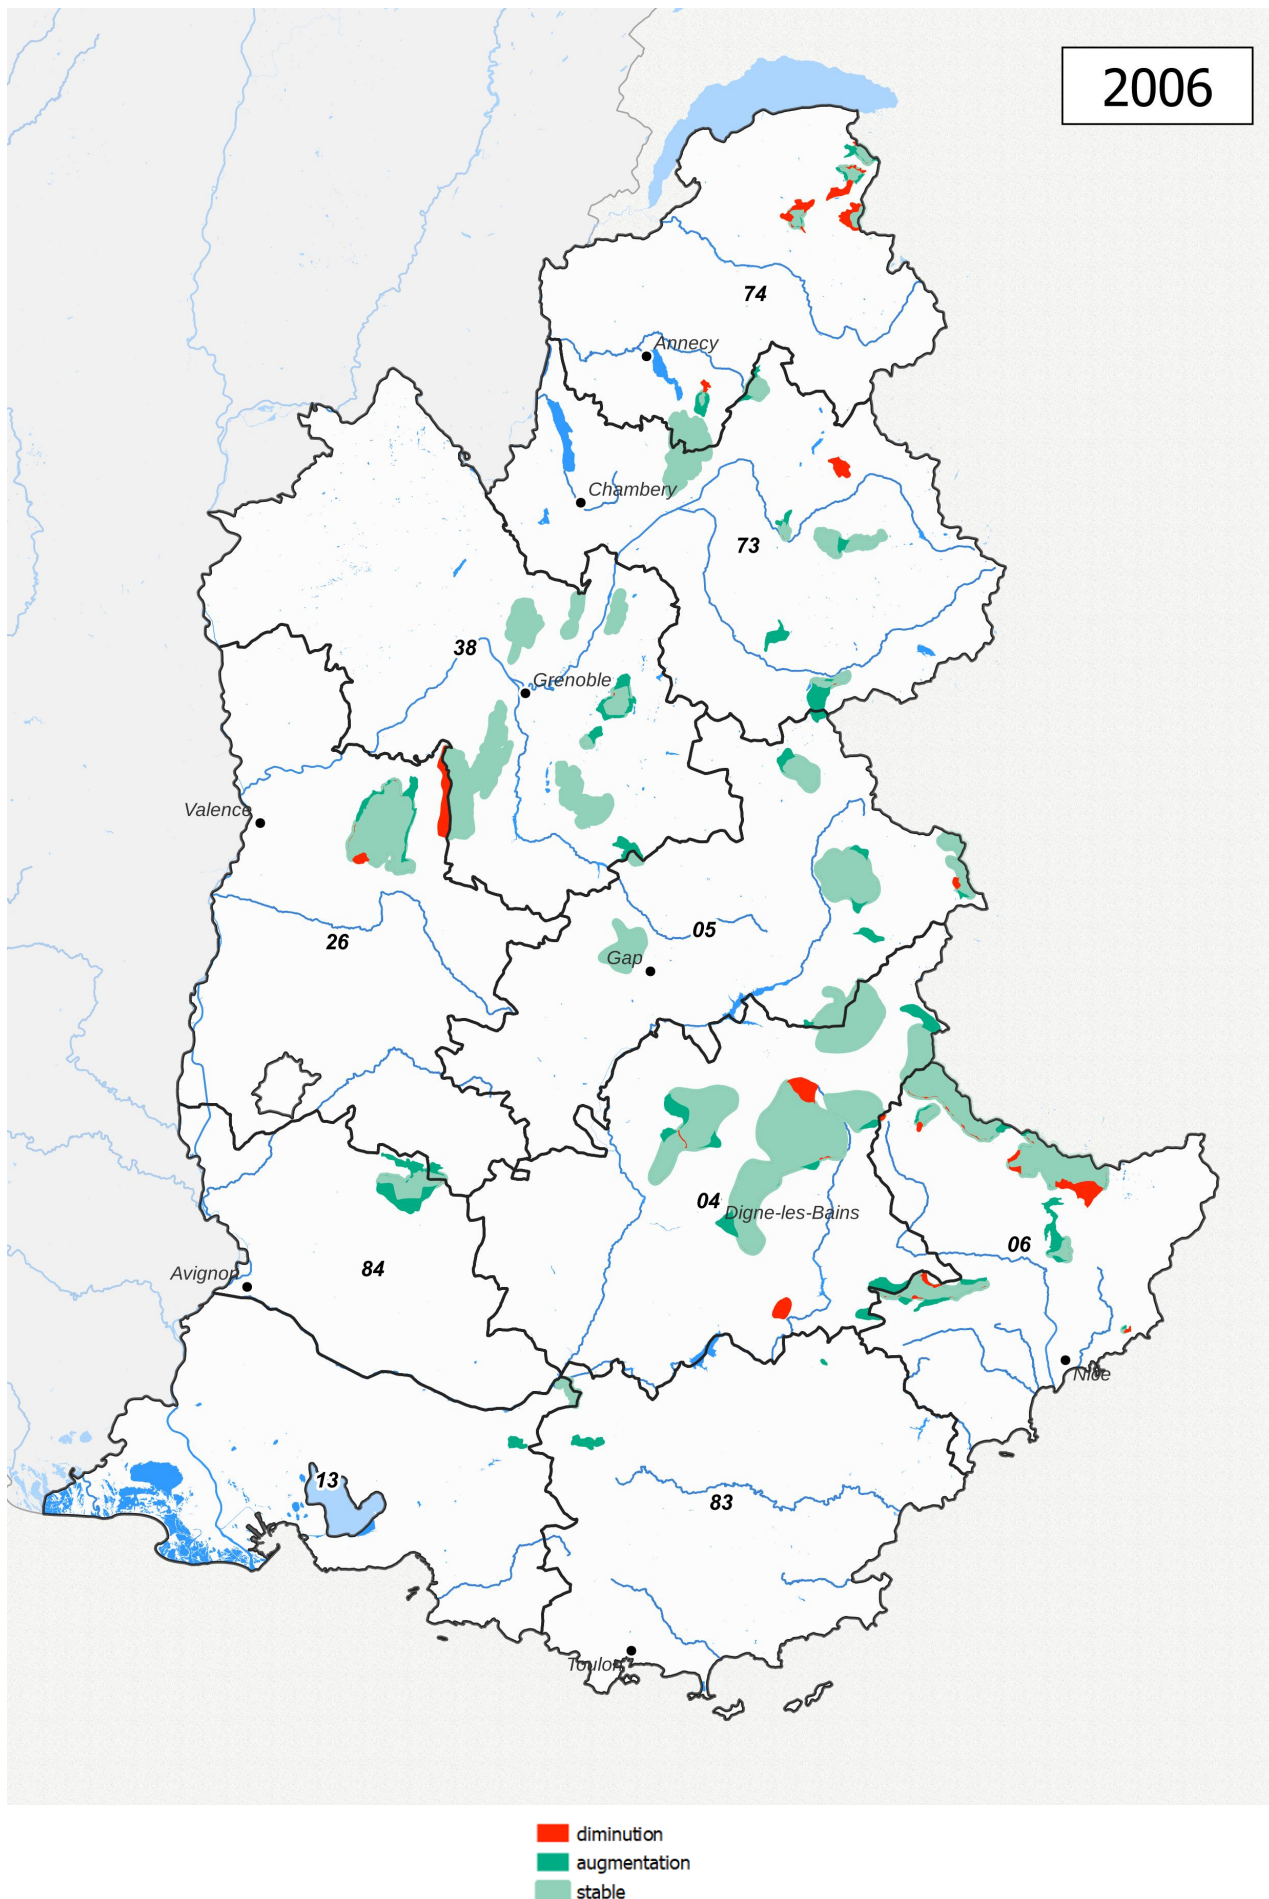 2006
74
Annecy
Chambery
73
38
Grenoble
Valence
26
05
Gap
04
Digne-les-Bains
06
84
Avignon
Nice
13
83
Toulon
diminution
augmentation
stable